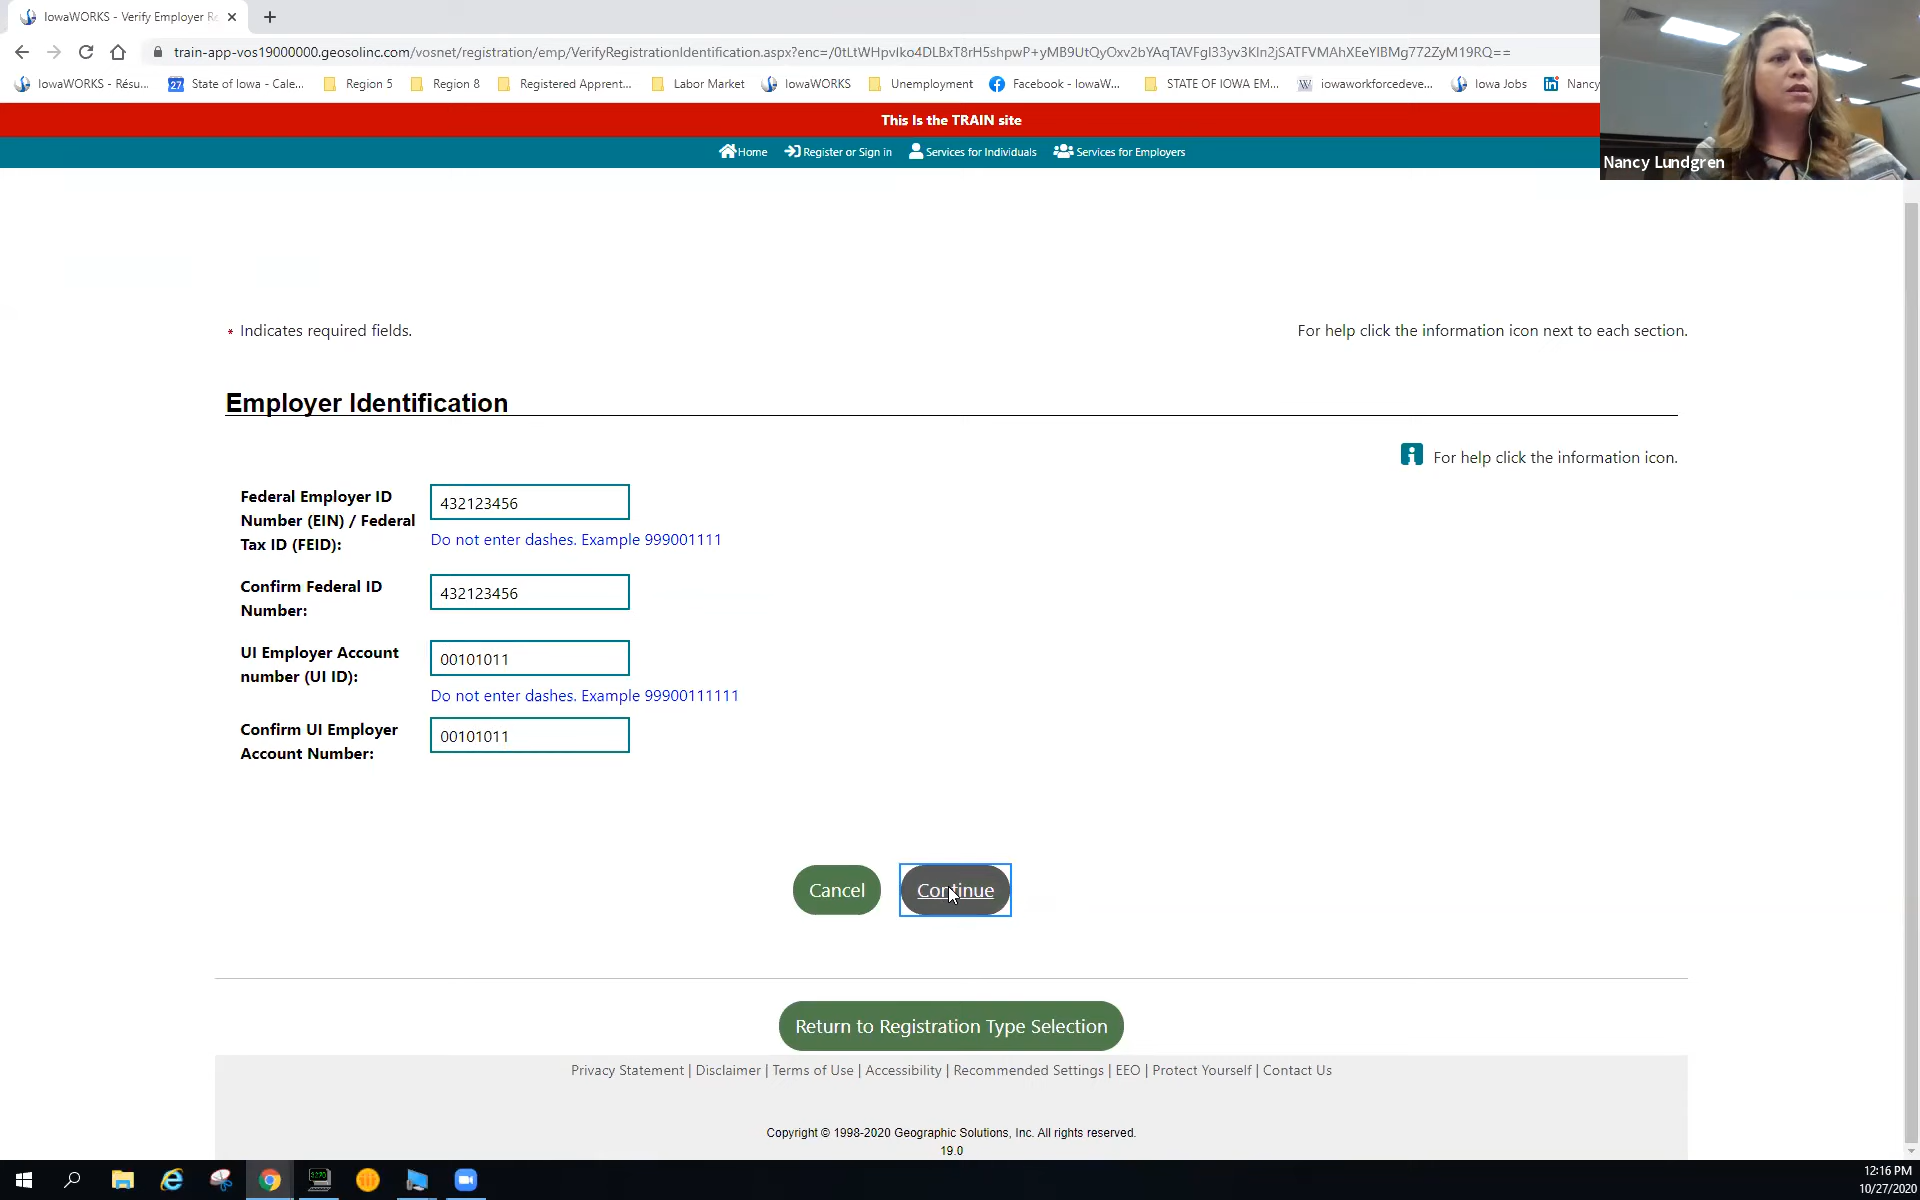 IowaWORKS - Verify Employer Re
train-app-vos19000000.geosolinc.com/vosnet/registration/emp/VerifyRegistrationIdentification.aspx?enc=/0tLtWHpvIko4DLBxT8rH5shpwP+yMB9UtQyOxv2bYAqTAVFgI33yv3KIn2jSATFVMAhXEeYIBMg772ZyM19RQ==
IowaWORKS - Résu...
27
State of Iowa - Cale...
Region 5
Region 8
Registered Apprent...
Labor Market
IowaWORKS
Unemployment
Facebook - IowaW...
STATE OF IOWA EM...
iowaworkforcedeve...
Iowa Jobs
Nancy
This Is the TRAIN site
Home
Register or Sign in
Services for Individuals
Services for Employers
Nancy Lundgren
* Indicates required fields.
For help click the information icon next to each section.
Employer Identification
For help click the information icon.
Federal Employer ID
Number (EIN) / Federal
Tax ID (FEID):
432123456
Do not enter dashes. Example 999001111
Confirm Federal ID
Number:
432123456
UI Employer Account
number (UI ID):
00101011
Do not enter dashes. Example 99900111111
Confirm UI Employer
Account Number:
00101011
Cancel
Continue
Return to Registration Type Selection
Privacy Statement | Disclaimer | Terms of Use | Accessibility | Recommended Settings | EEO | Protect Yourself | Contact Us
Copyright © 1998-2020 Geographic Solutions, Inc. All rights reserved.
19.0
12:16 PM
10/27/2020